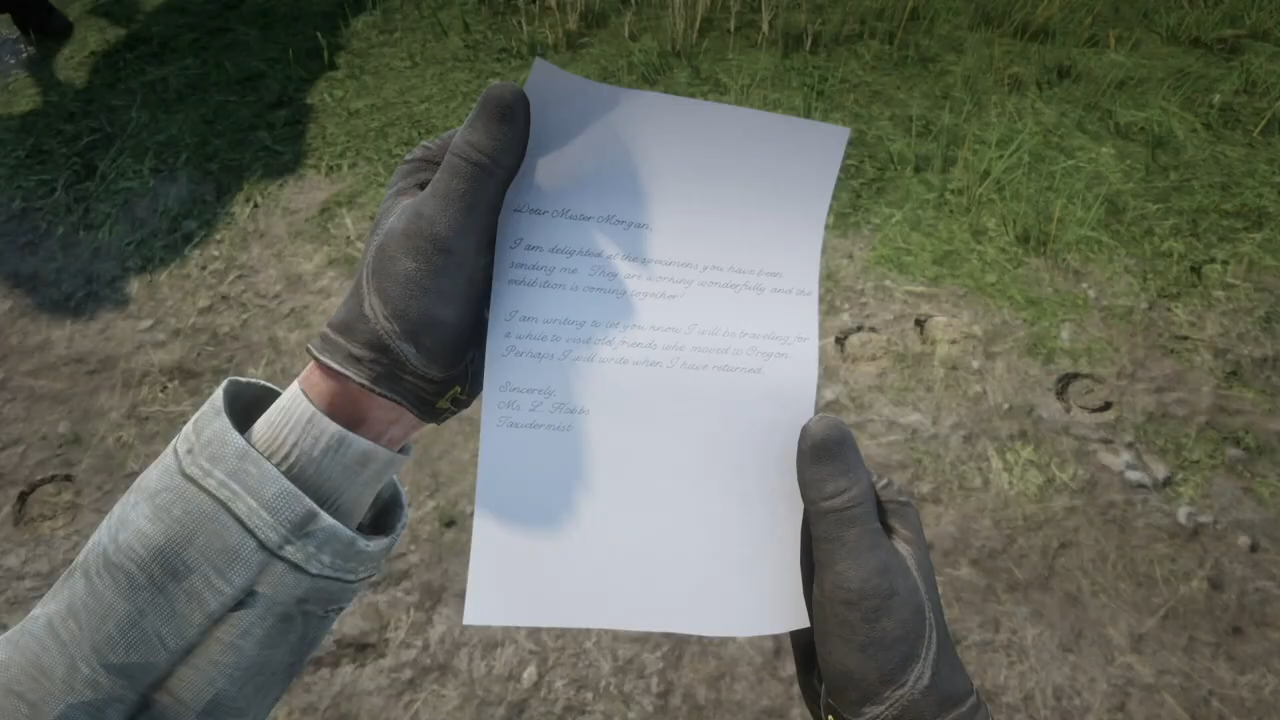 Dear Mister Morgan,
I am delighted at the specimens you have been
sending me. They are working wonderfully and the
exhibition is coming together!
I am writing to let you know I will be traveling for
a while to visit old friends who moved to Oregon.
Perhaps I will write when I have returned.
Sincerely,
Ms. L. Hobbs
Taxidermist